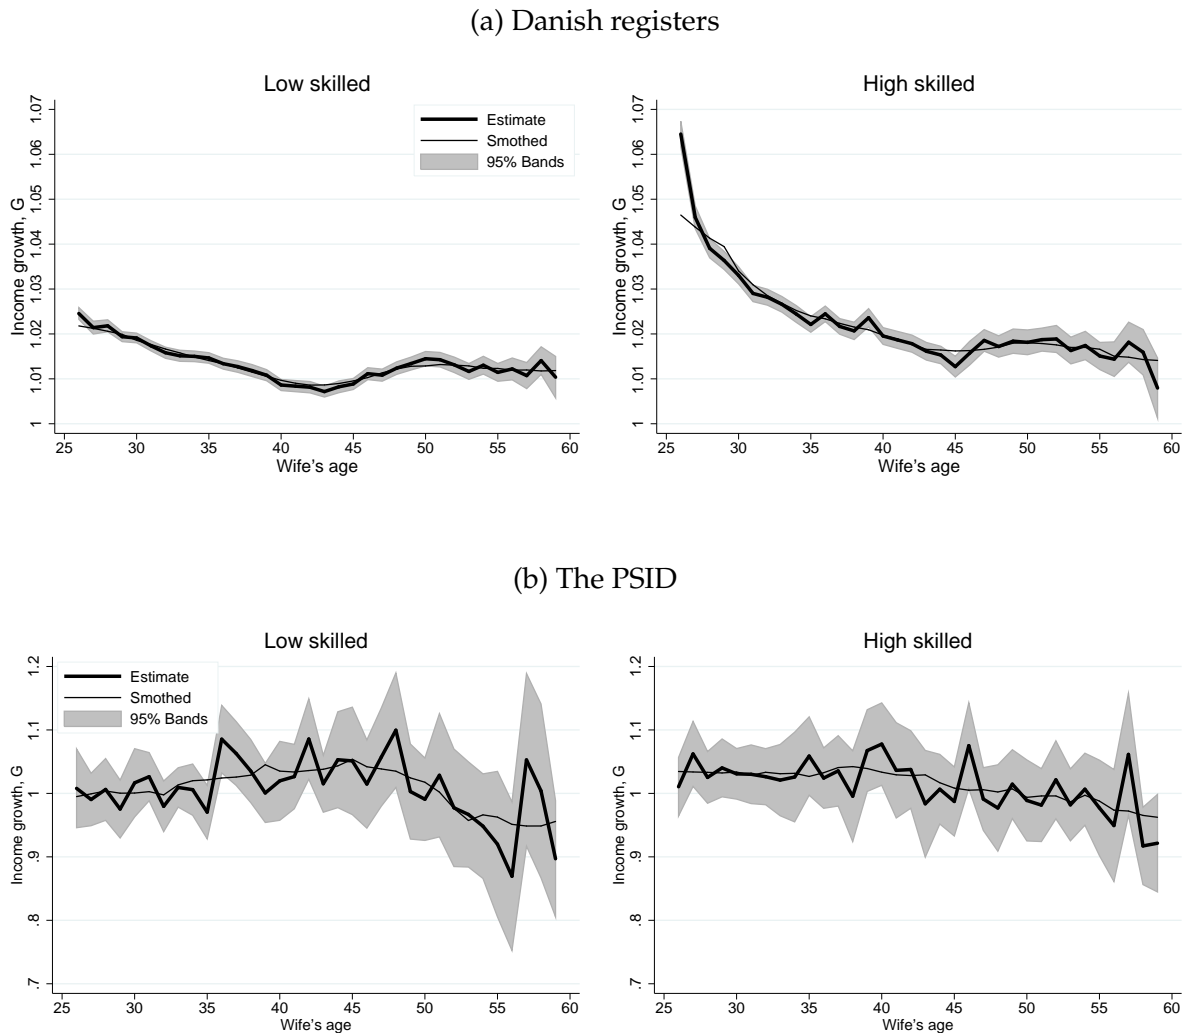 (a) Danish registers
Low skilled
High skilled
Estimate
Smothed
95% Bands
Income growth, G
1.07
1.06
1.05
1.04
1.03
1.02
1.01
1
25 30 35 40 45 50 55 60
Wife's age
Income growth, G
1.07
1.06
1.05
1.04
1.03
1.02
1.01
1
25 30 35 40 45 50 55 60
Wife's age
(b) The PSID
Low skilled
High skilled
Estimate
Smothed
95% Bands
Income growth, G
1.2
1.1
1
.9
.8
.7
25 30 35 40 45 50 55 60
Wife's age
Income growth, G
1.2
1.1
1
.9
.8
.7
25 30 35 40 45 50 55 60
Wife's age